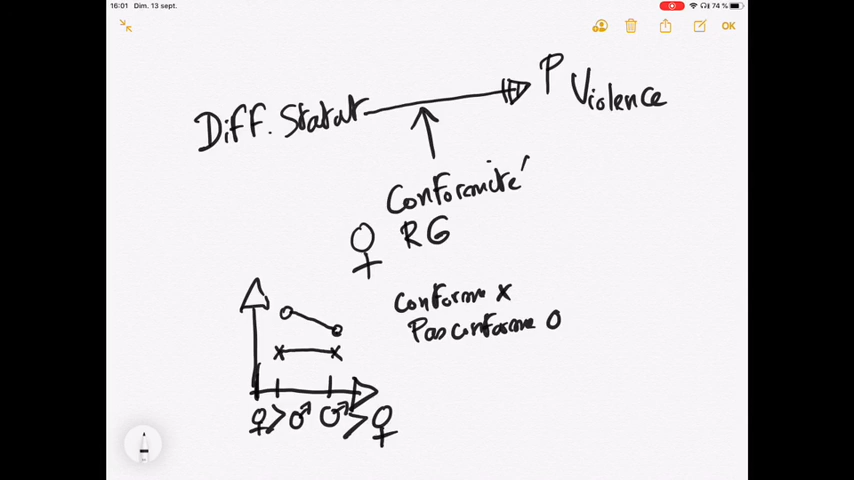 16:01 Dim. 13 sept.
74 %
OK
Diff. Statut
P Violence
Conformité
♀ RG
Conforme x
Pas conforme o
♀>♂ ♂>♀